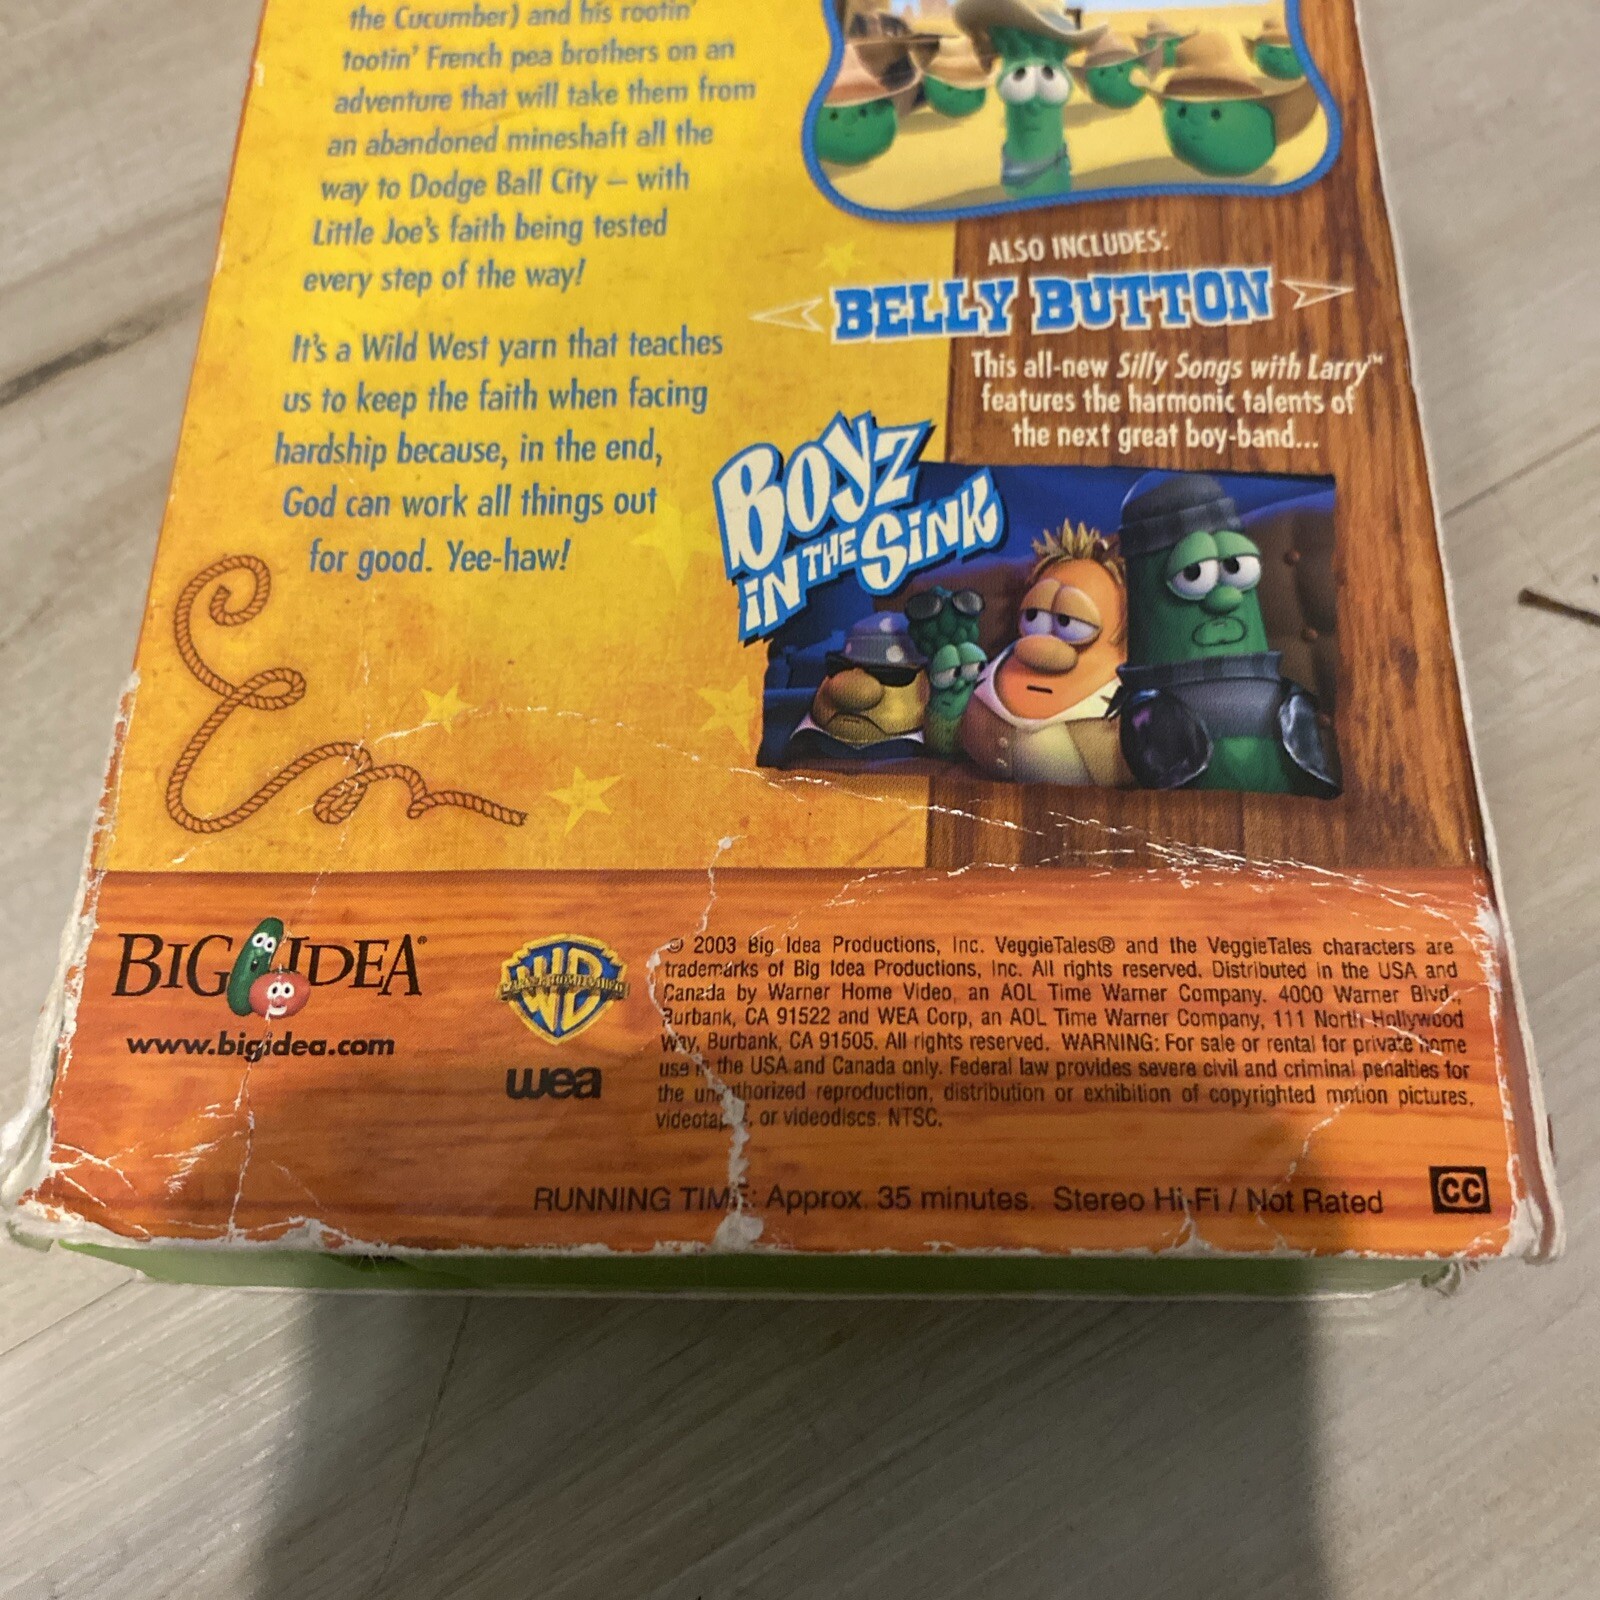 the Cucumber) and his rootin'
tootin' French pea brothers on an
adventure that will take them from
an abandoned mineshaft all the
way to Dodge Ball City – with
Little Joe's faith being tested
every step of the way!
It's a Wild West yarn that teaches
us to keep the faith when facing
hardship because, in the end,
God can work all things out
for good. Yee-haw!
ALSO INCLUDES:
BELLY BUTTON
This all-new Silly Songs with Larry™
features the harmonic talents of
the next great boy-band...
BOYZ
IN THE SINK
BIG IDEA®
www.bigidea.com
WB
wea
© 2003 Big Idea Productions, Inc. VeggieTales® and the VeggieTales characters are
trademarks of Big Idea Productions, Inc. All rights reserved. Distributed in the USA and
Canada by Warner Home Video, an AOL Time Warner Company. 4000 Warner Blvd.,
Burbank, CA 91522 and WEA Corp, an AOL Time Warner Company, 111 North Hollywood
Way, Burbank, CA 91505. All rights reserved. WARNING: For sale or rental for private home
use in the USA and Canada only. Federal law provides severe civil and criminal penalties for
the unauthorized reproduction, distribution or exhibition of copyrighted motion pictures,
videotapes, or videodiscs. NTSC.
RUNNING TIME: Approx. 35 minutes. Stereo Hi-Fi / Not Rated
CC